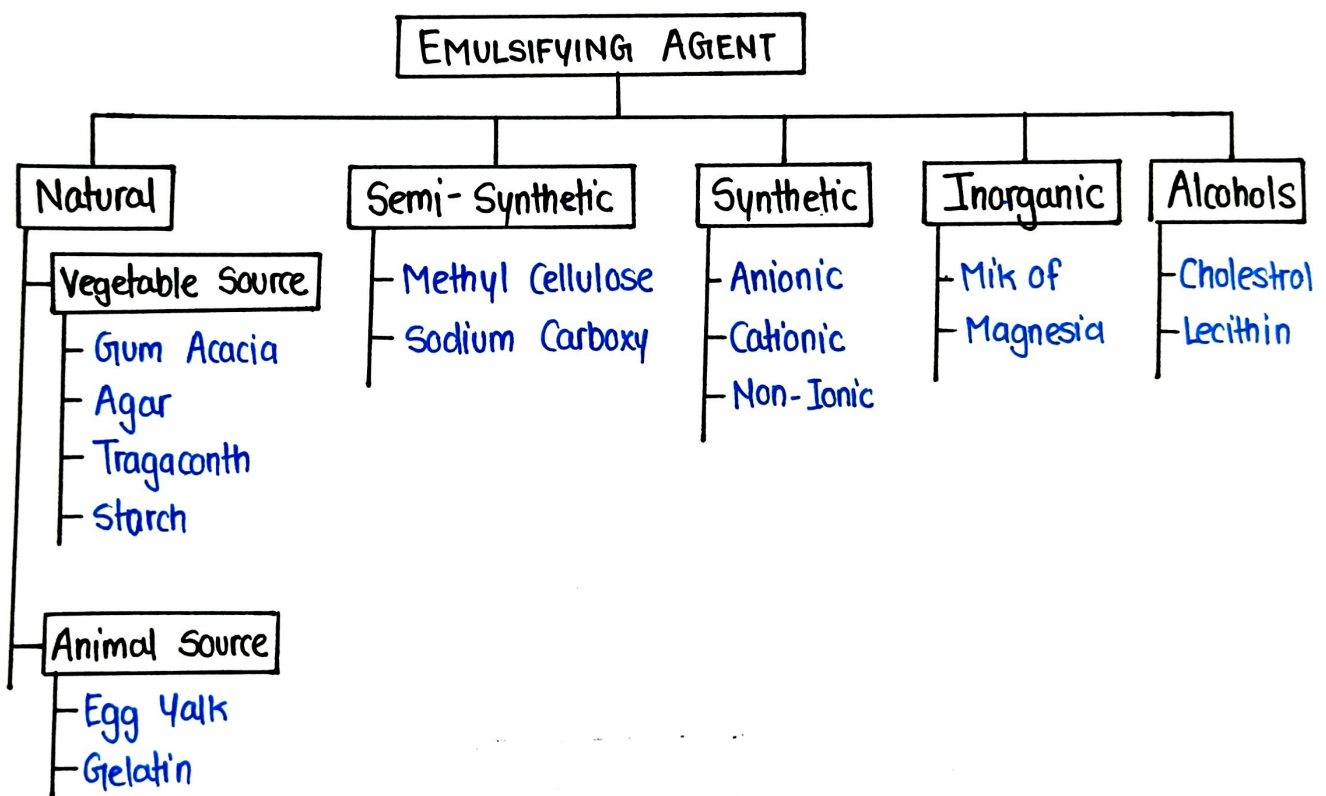 EMULSIFYING AGENT
Natural
Vegetable Source
Gum Acacia
Agar
Tragaconth
Starch
Animal Source
Egg Yalk
Gelatin
Semi-Synthetic
Methyl Cellulose
Sodium Carboxy
Synthetic
Anionic
Cationic
Non-Ionic
Inorganic
Mik of
Magnesia
Alcohols
Cholestrol
Lecithin